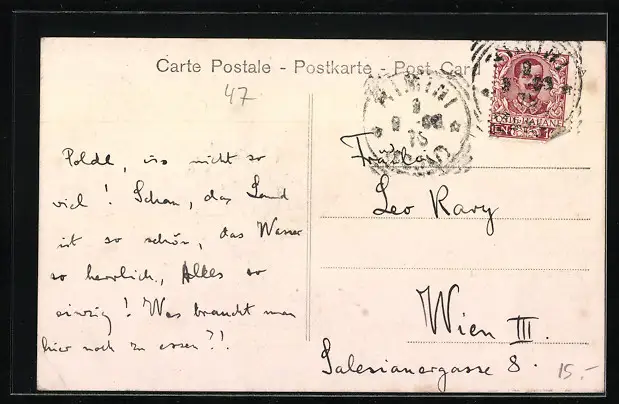 Carte Postale - Postkarte - Post Car
47
RIMINI
Poldl, iss nicht so
viel! Schau, das Land
ist so schön, das Wasser
so herrlich, Alles so
einzig! Was braucht man
hier noch zu essen?!
Fräulein
Leo Rary
Wien III.
Salesianergasse 8.
15.-